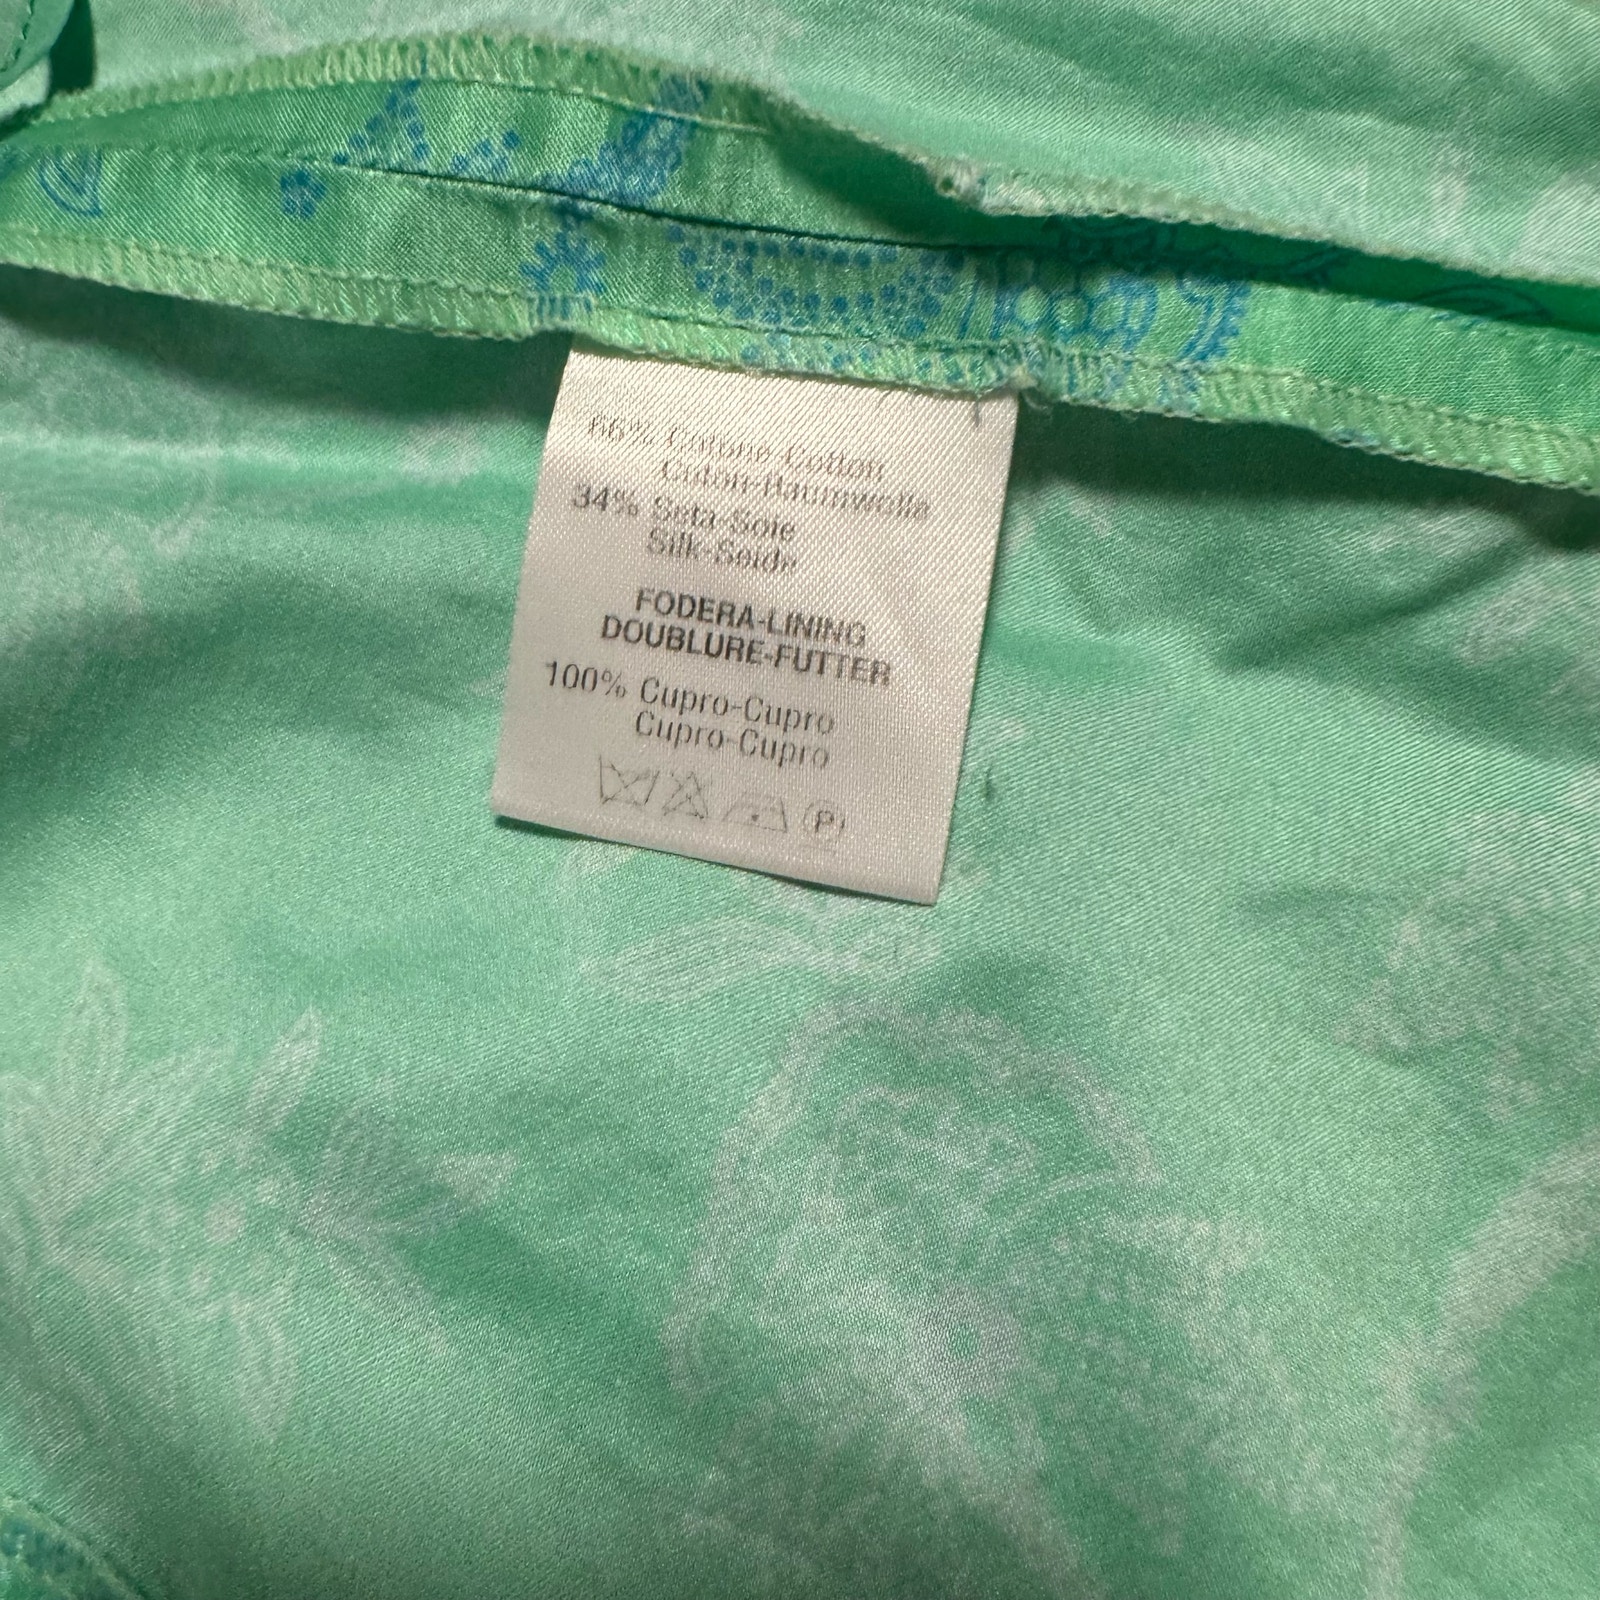 66% Cotone-Cotton
Coton-Baumwolle
34% Seta-Soie
Silk-Seide
FODERA-LINING
DOUBLURE-FUTTER
100% Cupro-Cupro
Cupro-Cupro
P